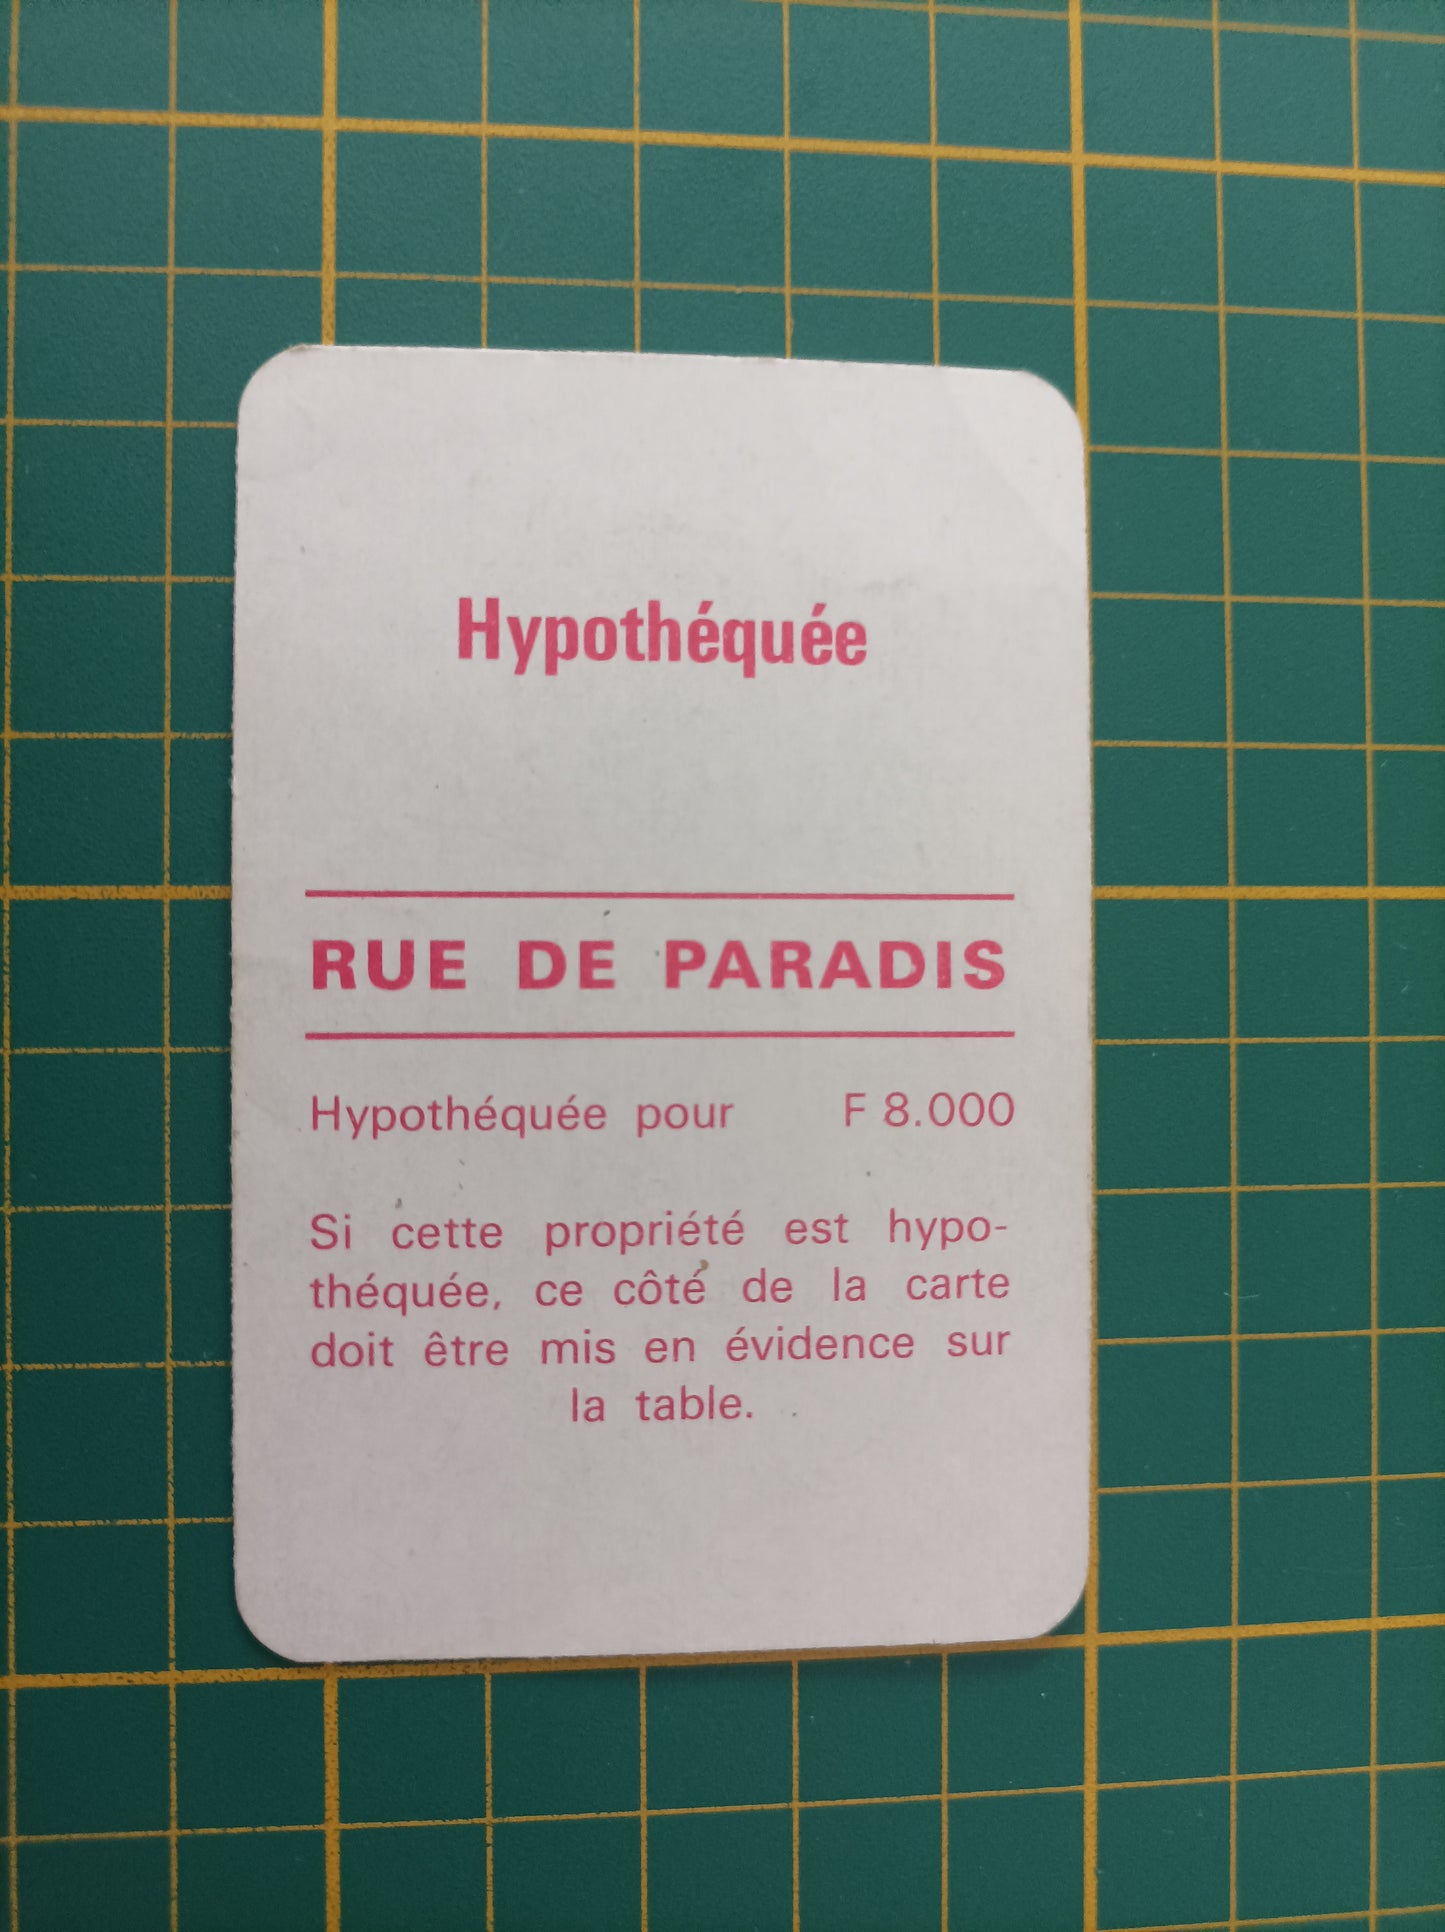 Hypothéquée
RUE DE PARADIS
Hypothéquée pour F 8.000
Si cette propriété est hypo-
théquée, ce côté de la carte
doit être mis en évidence sur
la table.